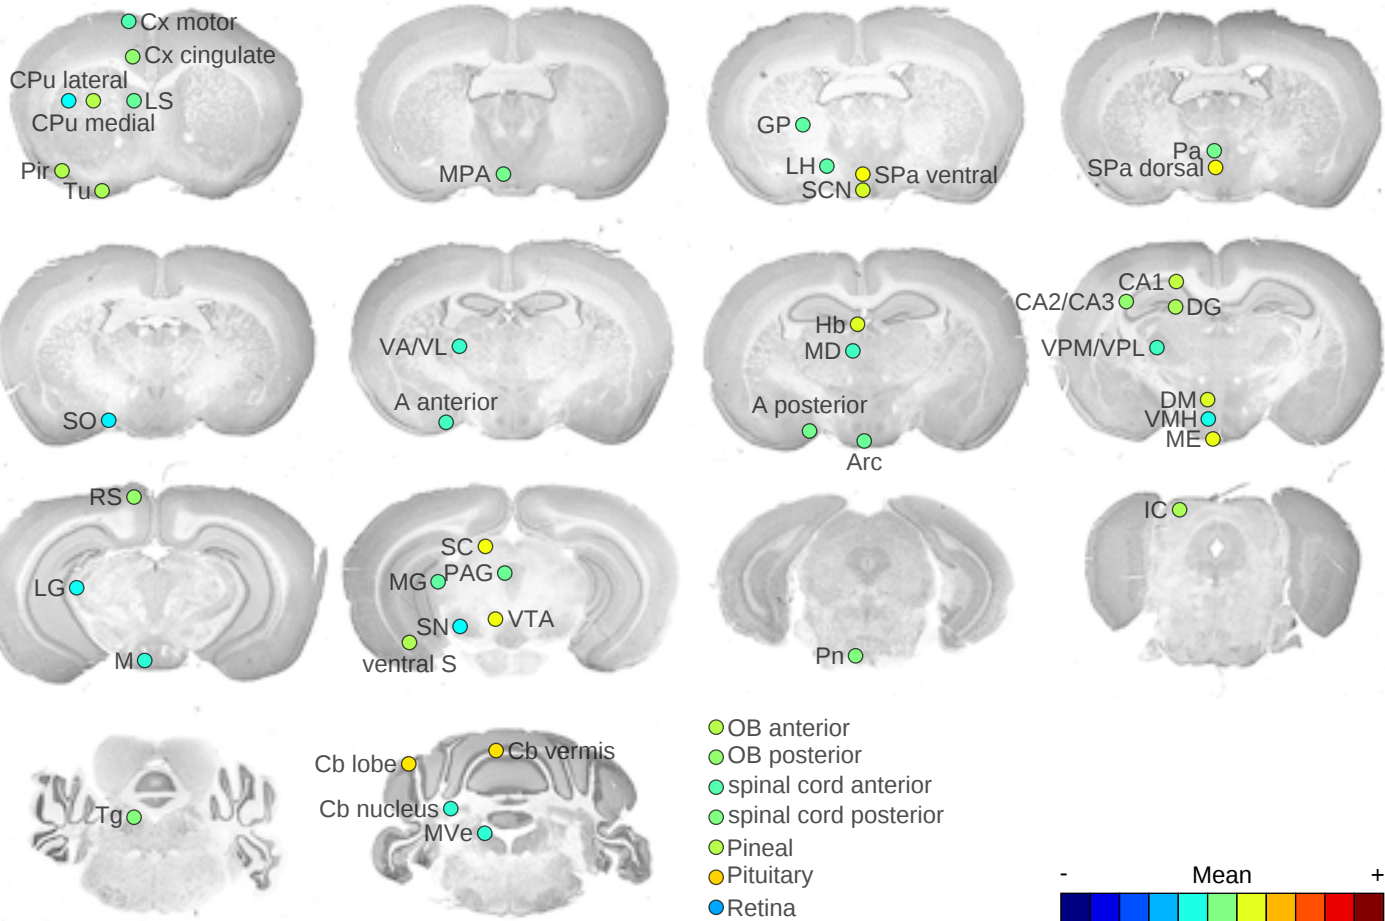 Cx motor
Cx cingulate
CPu lateral
LS
CPu medial
Pir
Tu
MPA
GP
LH
SPa ventral
SCN
Pa
SPa dorsal
SO
VA/VL
A anterior
Hb
MD
A posterior
Arc
CA1
CA2/CA3
DG
VPM/VPL
DM
VMH
ME
RS
LG
M
SC
MG
PAG
SN
VTA
ventral S
Pn
IC
Tg
Cb lobe
Cb vermis
Cb nucleus
MVe
OB anterior
OB posterior
spinal cord anterior
spinal cord posterior
Pineal
Pituitary
Retina
- Mean +